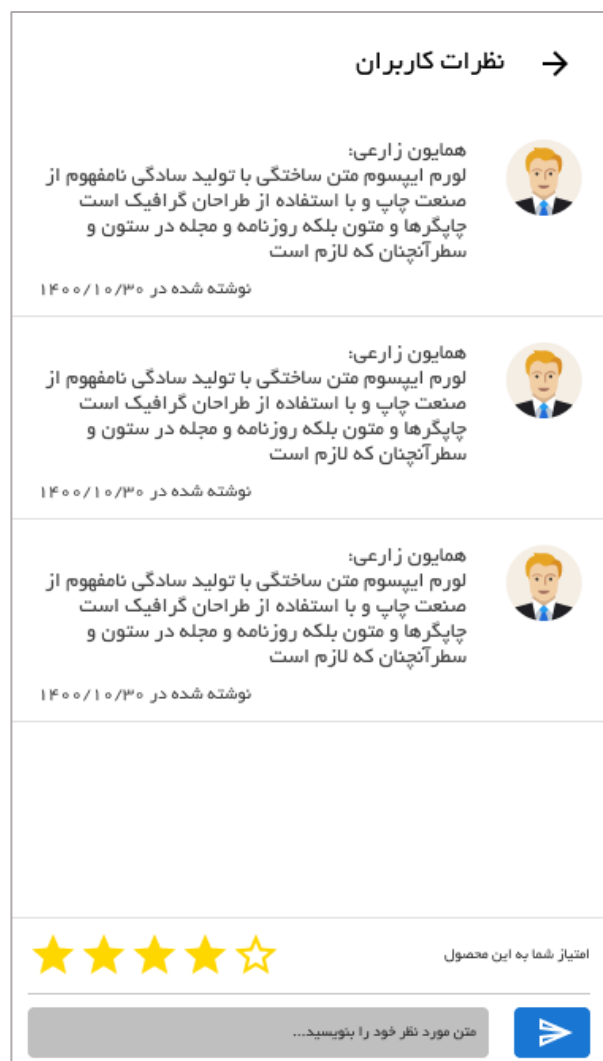 نظرات کاربران
همایون زارعی:
لورم ایپسوم متن ساختگی با تولید سادگی نامفهوم از
صنعت چاپ و با استفاده از طراحان گرافیک است
چاپگرها و متون بلکه روزنامه و مجله در ستون و
سطرآنچنان که لازم است
نوشته شده در ۱۴۰۰/۱۰/۳۰
همایون زارعی:
لورم ایپسوم متن ساختگی با تولید سادگی نامفهوم از
صنعت چاپ و با استفاده از طراحان گرافیک است
چاپگرها و متون بلکه روزنامه و مجله در ستون و
سطرآنچنان که لازم است
نوشته شده در ۱۴۰۰/۱۰/۳۰
همایون زارعی:
لورم ایپسوم متن ساختگی با تولید سادگی نامفهوم از
صنعت چاپ و با استفاده از طراحان گرافیک است
چاپگرها و متون بلکه روزنامه و مجله در ستون و
سطرآنچنان که لازم است
نوشته شده در ۱۴۰۰/۱۰/۳۰
امتیاز شما به این محصول
متن مورد نظر خود را بنویسید...